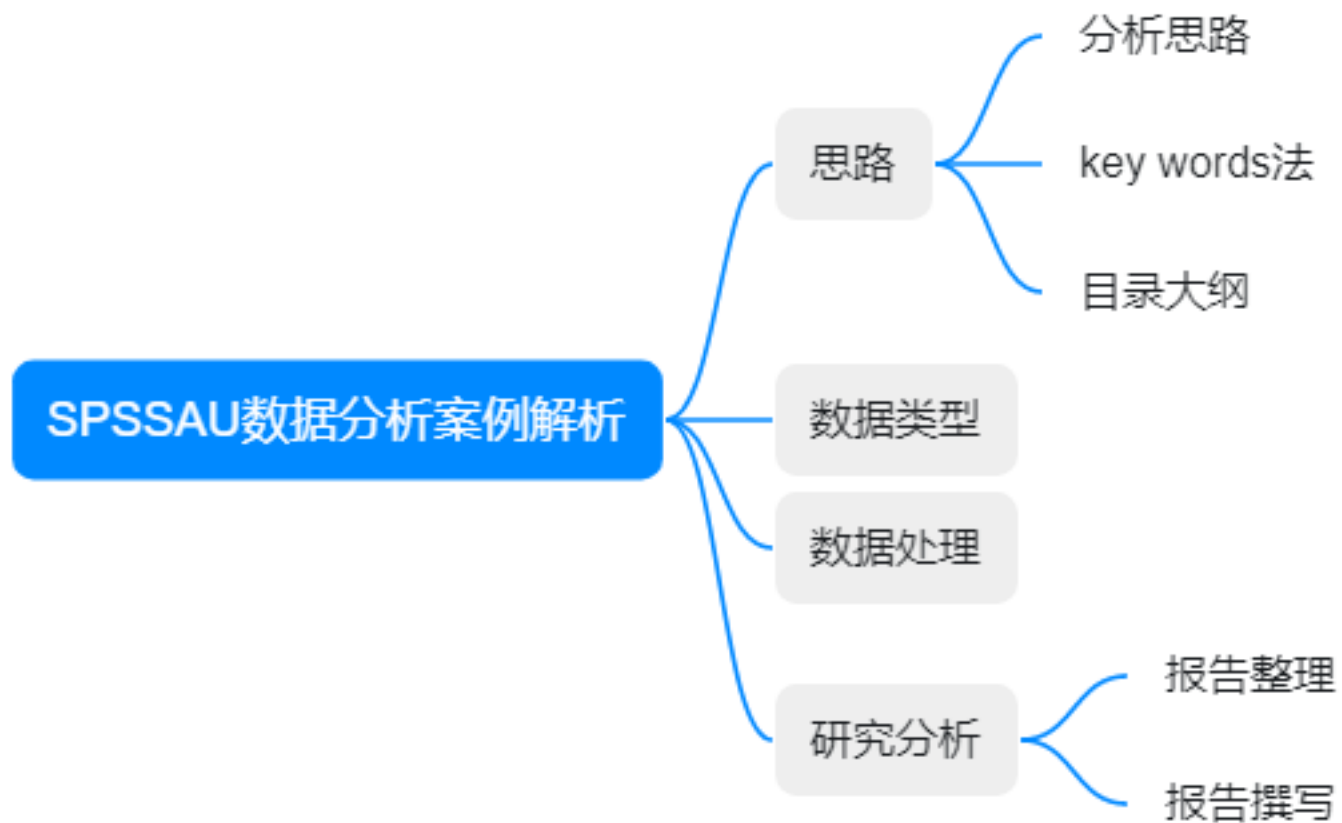 SPSSAU数据分析案例解析
思路
分析思路
key words法
目录大纲
数据类型
数据处理
研究分析
报告整理
报告撰写